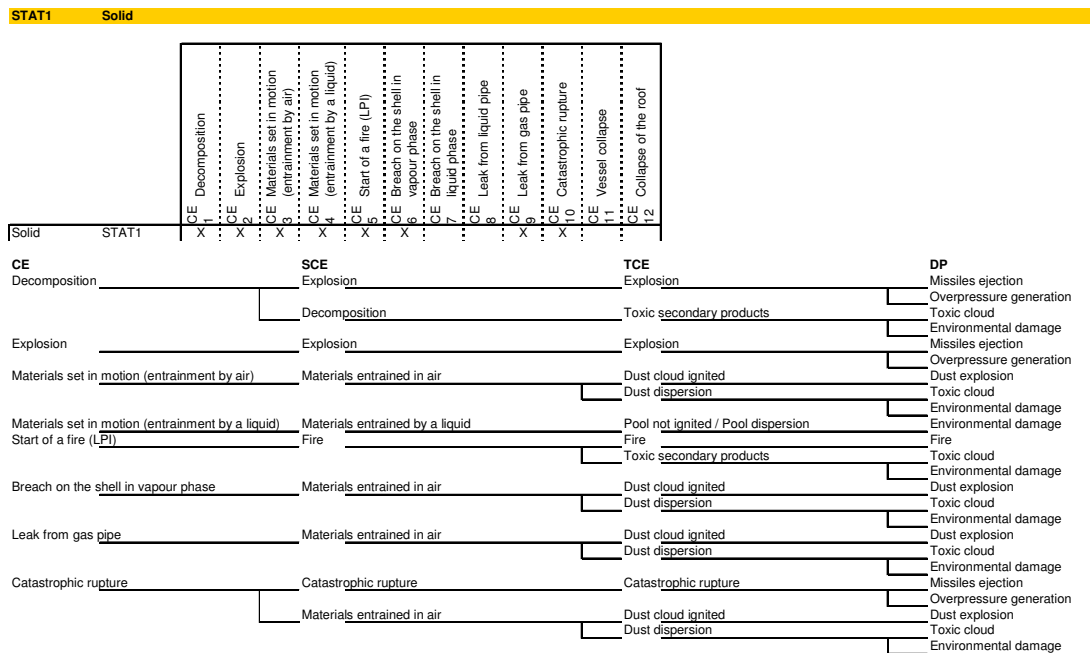 STAT1 Solid
CE 1 Decomposition
CE 2 Explosion
CE 3 Materials set in motion (entrainment by air)
CE 4 Materials set in motion (entrainment by a liquid)
CE 5 Start of a fire (LPI)
CE 6 Breach on the shell in vapour phase
CE 7 Breach on the shell in liquid phase
CE 8 Leak from liquid pipe
CE 9 Leak from gas pipe
CE 10 Catastrophic rupture
CE 11 Vessel collapse
CE 12 Collapse of the roof
Solid STAT1 X X X X X X X X
CE SCE TCE DP
Decomposition Explosion Explosion Missiles ejection
Overpressure generation
Decomposition Toxic secondary products Toxic cloud
Environmental damage
Explosion Explosion Explosion Missiles ejection
Overpressure generation
Materials set in motion (entrainment by air) Materials entrained in air Dust cloud ignited Dust explosion
Dust dispersion Toxic cloud
Environmental damage
Materials set in motion (entrainment by a liquid) Materials entrained by a liquid Pool not ignited / Pool dispersion Environmental damage
Start of a fire (LPI) Fire Fire Fire
Toxic secondary products Toxic cloud
Environmental damage
Breach on the shell in vapour phase Materials entrained in air Dust cloud ignited Dust explosion
Dust dispersion Toxic cloud
Environmental damage
Leak from gas pipe Materials entrained in air Dust cloud ignited Dust explosion
Dust dispersion Toxic cloud
Environmental damage
Catastrophic rupture Catastrophic rupture Catastrophic rupture Missiles ejection
Overpressure generation
Materials entrained in air Dust cloud ignited Dust explosion
Dust dispersion Toxic cloud
Environmental damage